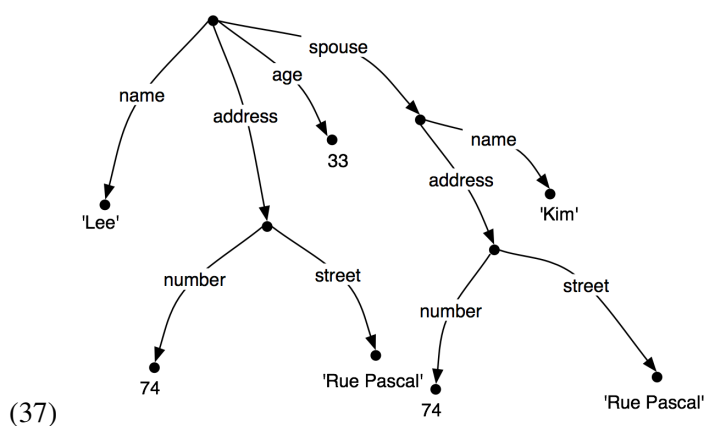 spouse
age
name
address
name
33
address
'Lee'
'Kim'
number
street
street
number
'Rue Pascal'
74
'Rue Pascal'
74
(37)